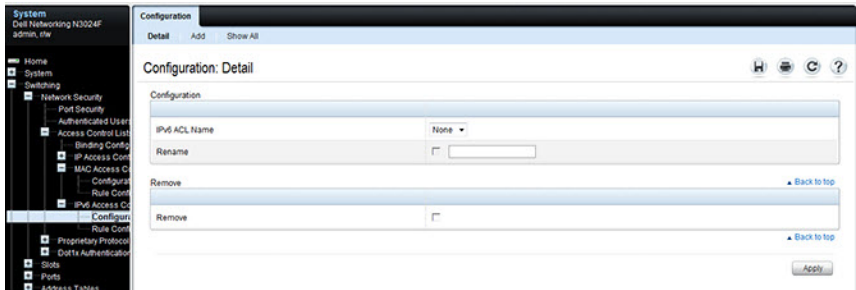 System
Dell Networking N3024F
admin, r/w
Home
System
Switching
Network Security
Port Security
Authenticated User
Access Control List
Binding Config
IP Access Cont
MAC Access C
Configurat
Rule Conf
IPv6 Access Co
Configura
Rule Conf
Proprietary Protocol
Dot1x Authentication
Slots
Ports
Address Tables
Configuration
Detail Add Show All
Configuration: Detail
Configuration
IPv6 ACL Name None
Rename
Remove Back to top
Remove
Back to top
Apply